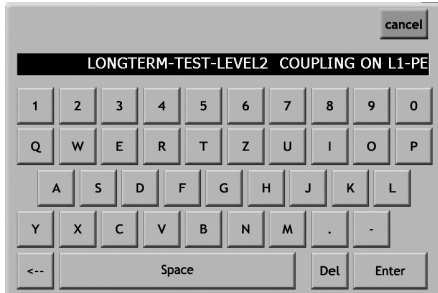 cancel
LONGTERM-TEST-LEVEL2 COUPLING ON L1-PE
1 2 3 4 5 6 7 8 9 0
Q W E R T Z U I O P
A S D F G H J K L
Y X C V B N M . -
<-- Space Del Enter